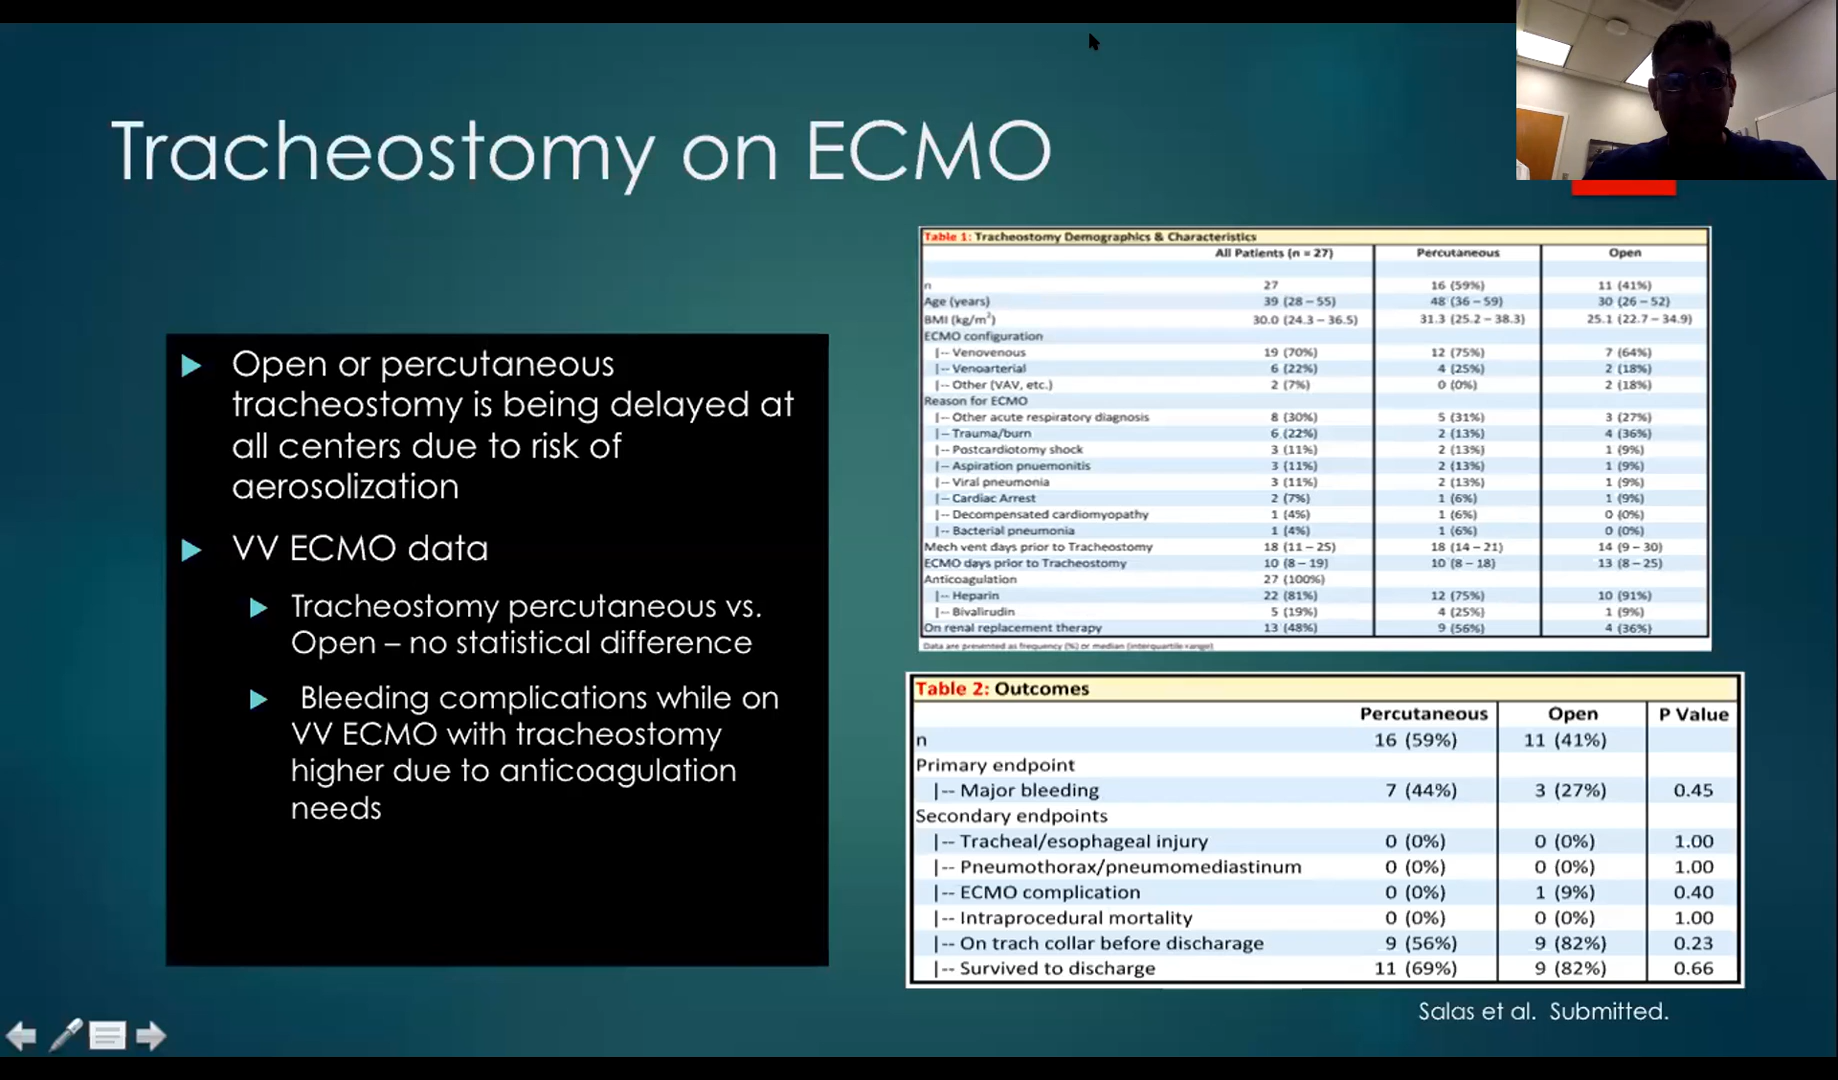 Tracheostomy on ECMO
Open or percutaneous
tracheostomy is being delayed at
all centers due to risk of
aerosolization
VV ECMO data
Tracheostomy percutaneous vs.
Open – no statistical difference
Bleeding complications while on
VV ECMO with tracheostomy
higher due to anticoagulation
needs
Table 1: Tracheostomy Demographics & Characteristics
All Patients (n = 27) Percutaneous Open
n 27 16 (59%) 11 (41%)
Age (years) 39 (28 – 55) 48 (36 – 59) 30 (26 – 52)
BMI (kg/m²) 30.0 (24.3 – 36.5) 31.3 (25.2 – 38.3) 25.1 (22.7 – 34.9)
ECMO configuration
|-- Venovenous 19 (70%) 12 (75%) 7 (64%)
|-- Venoarterial 6 (22%) 4 (25%) 2 (18%)
|-- Other (VAV, etc.) 2 (7%) 0 (0%) 2 (18%)
Reason for ECMO
|-- Other acute respiratory diagnosis 8 (30%) 5 (31%) 3 (27%)
|-- Trauma/burn 6 (22%) 2 (13%) 4 (36%)
|-- Postcardiotomy shock 3 (11%) 2 (13%) 1 (9%)
|-- Aspiration pnuemonitis 3 (11%) 2 (13%) 1 (9%)
|-- Viral pneumonia 3 (11%) 2 (13%) 1 (9%)
|-- Cardiac Arrest 2 (7%) 1 (6%) 1 (9%)
|-- Decompensated cardiomyopathy 1 (4%) 1 (6%) 0 (0%)
|-- Bacterial pneumonia 1 (4%) 1 (6%) 0 (0%)
Mech vent days prior to Tracheostomy 18 (11 – 25) 18 (14 – 21) 14 (9 – 30)
ECMO days prior to Tracheostomy 10 (8 – 19) 10 (8 – 18) 13 (8 – 25)
Anticoagulation 27 (100%)
|-- Heparin 22 (81%) 12 (75%) 10 (91%)
|-- Bivalirudin 5 (19%) 4 (25%) 1 (9%)
On renal replacement therapy 13 (48%) 9 (56%) 4 (36%)
Data are presented as frequency (%) or median (interquartile range)
Table 2: Outcomes
Percutaneous Open P Value
n 16 (59%) 11 (41%)
Primary endpoint
|-- Major bleeding 7 (44%) 3 (27%) 0.45
Secondary endpoints
|-- Tracheal/esophageal injury 0 (0%) 0 (0%) 1.00
|-- Pneumothorax/pneumomediastinum 0 (0%) 0 (0%) 1.00
|-- ECMO complication 0 (0%) 1 (9%) 0.40
|-- Intraprocedural mortality 0 (0%) 0 (0%) 1.00
|-- On trach collar before discharage 9 (56%) 9 (82%) 0.23
|-- Survived to discharge 11 (69%) 9 (82%) 0.66
Salas et al. Submitted.